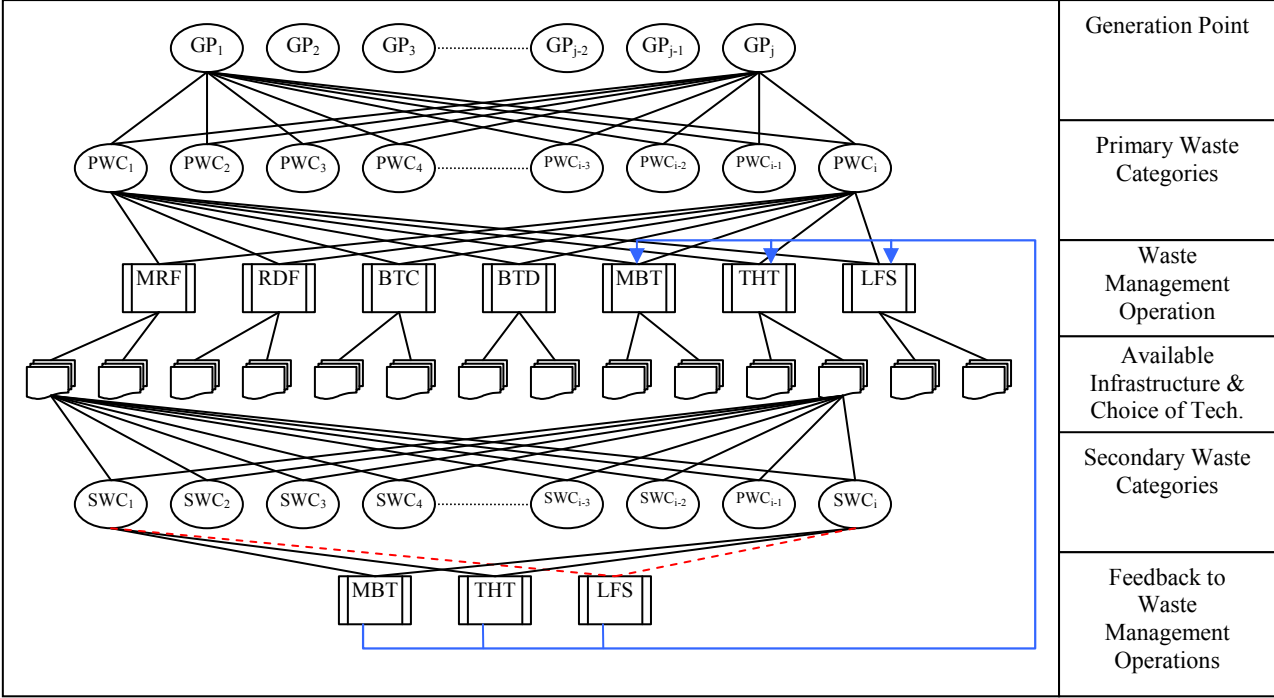 GP₁ GP₂ GP₃ GPⱼ₋₂ GPⱼ₋₁ GPⱼ
Generation Point
PWC₁ PWC₂ PWC₃ PWC₄ PWCᵢ₋₃ PWCᵢ₋₂ PWCᵢ₋₁ PWCᵢ
Primary Waste
Categories
MRF RDF BTC BTD MBT THT LFS
Waste
Management
Operation
Available
Infrastructure &
Choice of Tech.
SWC₁ SWC₂ SWC₃ SWC₄ SWCᵢ₋₃ SWCᵢ₋₂ PWCᵢ₋₁ SWCᵢ
Secondary Waste
Categories
MBT THT LFS
Feedback to
Waste
Management
Operations